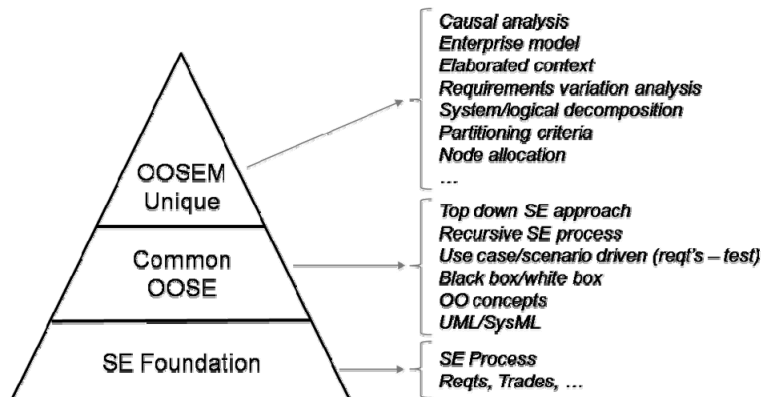 OOSEM
Unique
Common
OOSE
SE Foundation
Causal analysis
Enterprise model
Elaborated context
Requirements variation analysis
System/logical decomposition
Partitioning criteria
Node allocation
…
Top down SE approach
Recursive SE process
Use case/scenario driven (reqt's – test)
Black box/white box
OO concepts
UML/SysML
SE Process
Reqts, Trades, …